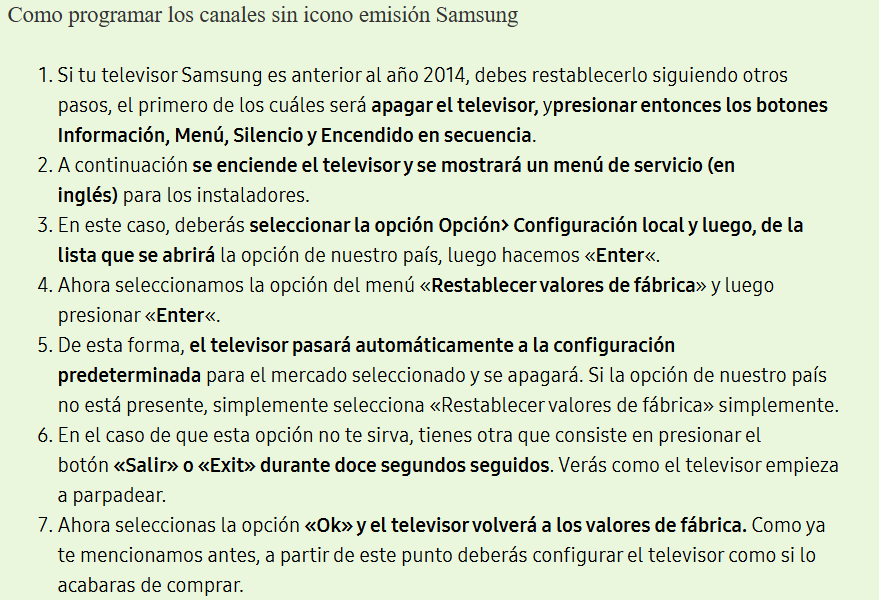 Como programar los canales sin icono emisión Samsung
1. Si tu televisor Samsung es anterior al año 2014, debes restablecerlo siguiendo otros
pasos, el primero de los cuáles será apagar el televisor, ypresionar entonces los botones
Información, Menú, Silencio y Encendido en secuencia.
2. A continuación se enciende el televisor y se mostrará un menú de servicio (en
inglés) para los instaladores.
3. En este caso, deberás seleccionar la opción Opción> Configuración local y luego, de la
lista que se abrirá la opción de nuestro país, luego hacemos «Enter«.
4. Ahora seleccionamos la opción del menú «Restablecer valores de fábrica» y luego
presionar «Enter«.
5. De esta forma, el televisor pasará automáticamente a la configuración
predeterminada para el mercado seleccionado y se apagará. Si la opción de nuestro país
no está presente, simplemente selecciona «Restablecer valores de fábrica» simplemente.
6. En el caso de que esta opción no te sirva, tienes otra que consiste en presionar el
botón «Salir» o «Exit» durante doce segundos seguidos. Verás como el televisor empieza
a parpadear.
7. Ahora seleccionas la opción «Ok» y el televisor volverá a los valores de fábrica. Como ya
te mencionamos antes, a partir de este punto deberás configurar el televisor como si lo
acabaras de comprar.